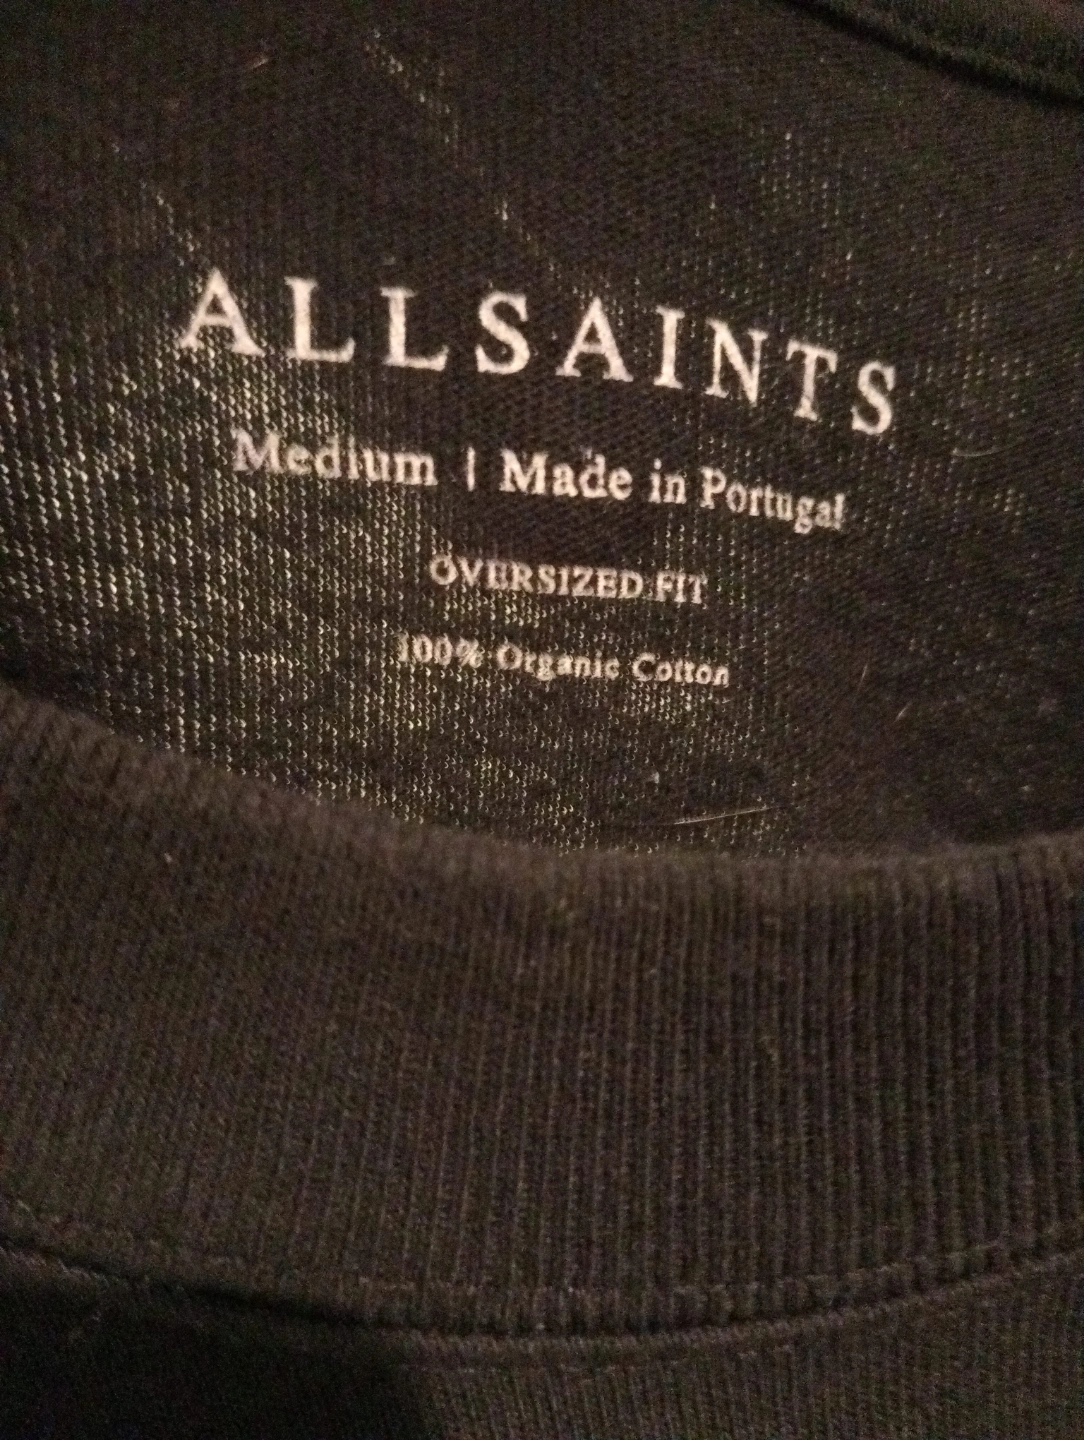 ALLSAINTS
Medium | Made in Portugal
OVERSIZED FIT
100% Organic Cotton